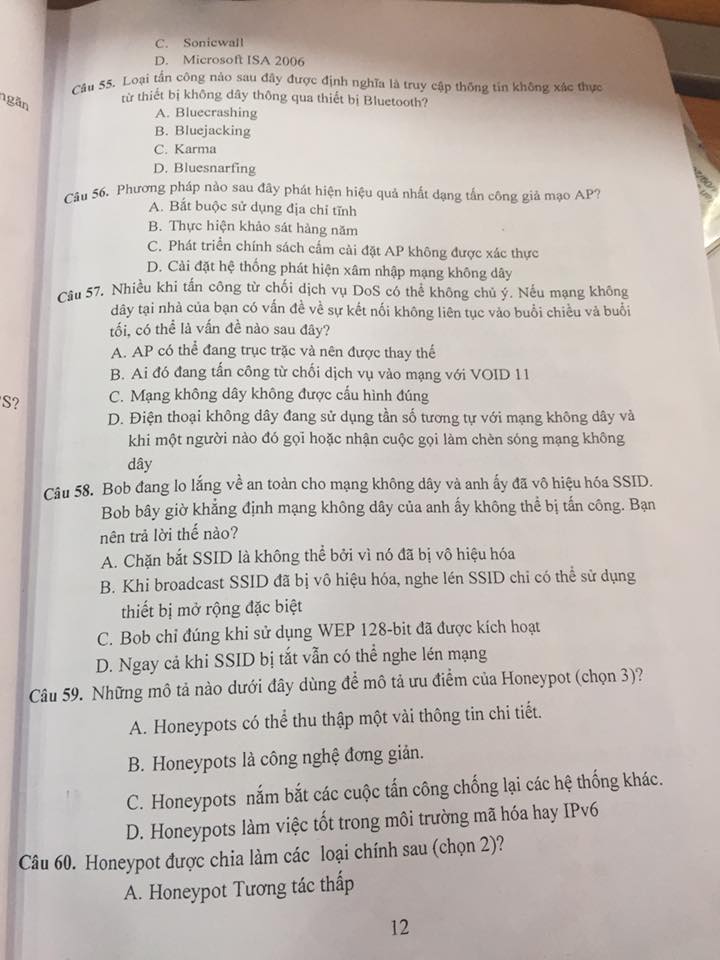 C. Sonicwall
D. Microsoft ISA 2006
Câu 55. Loại tấn công nào sau đây được định nghĩa là truy cập thông tin không xác thực
từ thiết bị không dây thông qua thiết bị Bluetooth?
A. Bluecrashing
B. Bluejacking
C. Karma
D. Bluesnarfing
Câu 56. Phương pháp nào sau đây phát hiện hiệu quả nhất dạng tấn công giả mạo AP?
A. Bắt buộc sử dụng địa chỉ tĩnh
B. Thực hiện khảo sát hàng năm
C. Phát triển chính sách cấm cài đặt AP không được xác thực
D. Cài đặt hệ thống phát hiện xâm nhập mạng không dây
Câu 57. Nhiều khi tấn công từ chối dịch vụ DoS có thể không chủ ý. Nếu mạng không
dây tại nhà của bạn có vấn đề về sự kết nối không liên tục vào buổi chiều và buổi
tối, có thể là vấn đề nào sau đây?
A. AP có thể đang trục trặc và nên được thay thế
B. Ai đó đang tấn công từ chối dịch vụ vào mạng với VOID 11
C. Mạng không dây không được cấu hình đúng
D. Điện thoại không dây đang sử dụng tần số tương tự với mạng không dây và
khi một người nào đó gọi hoặc nhận cuộc gọi làm chèn sóng mạng không
dây
Câu 58. Bob đang lo lắng về an toàn cho mạng không dây và anh ấy đã vô hiệu hóa SSID.
Bob bây giờ khẳng định mạng không dây của anh ấy không thể bị tấn công. Bạn
nên trả lời thế nào?
A. Chặn bắt SSID là không thể bởi vì nó đã bị vô hiệu hóa
B. Khi broadcast SSID đã bị vô hiệu hóa, nghe lén SSID chỉ có thể sử dụng
thiết bị mở rộng đặc biệt
C. Bob chỉ đúng khi sử dụng WEP 128-bit đã được kích hoạt
D. Ngay cả khi SSID bị tắt vẫn có thể nghe lén mạng
Câu 59. Những mô tả nào dưới đây dùng để mô tả ưu điểm của Honeypot (chọn 3)?
A. Honeypots có thể thu thập một vài thông tin chi tiết.
B. Honeypots là công nghệ đơng giản.
C. Honeypots nắm bắt các cuộc tấn công chống lại các hệ thống khác.
D. Honeypots làm việc tốt trong môi trường mã hóa hay IPv6
Câu 60. Honeypot được chia làm các loại chính sau (chọn 2)?
A. Honeypot Tương tác thấp
12
ngăn
S?